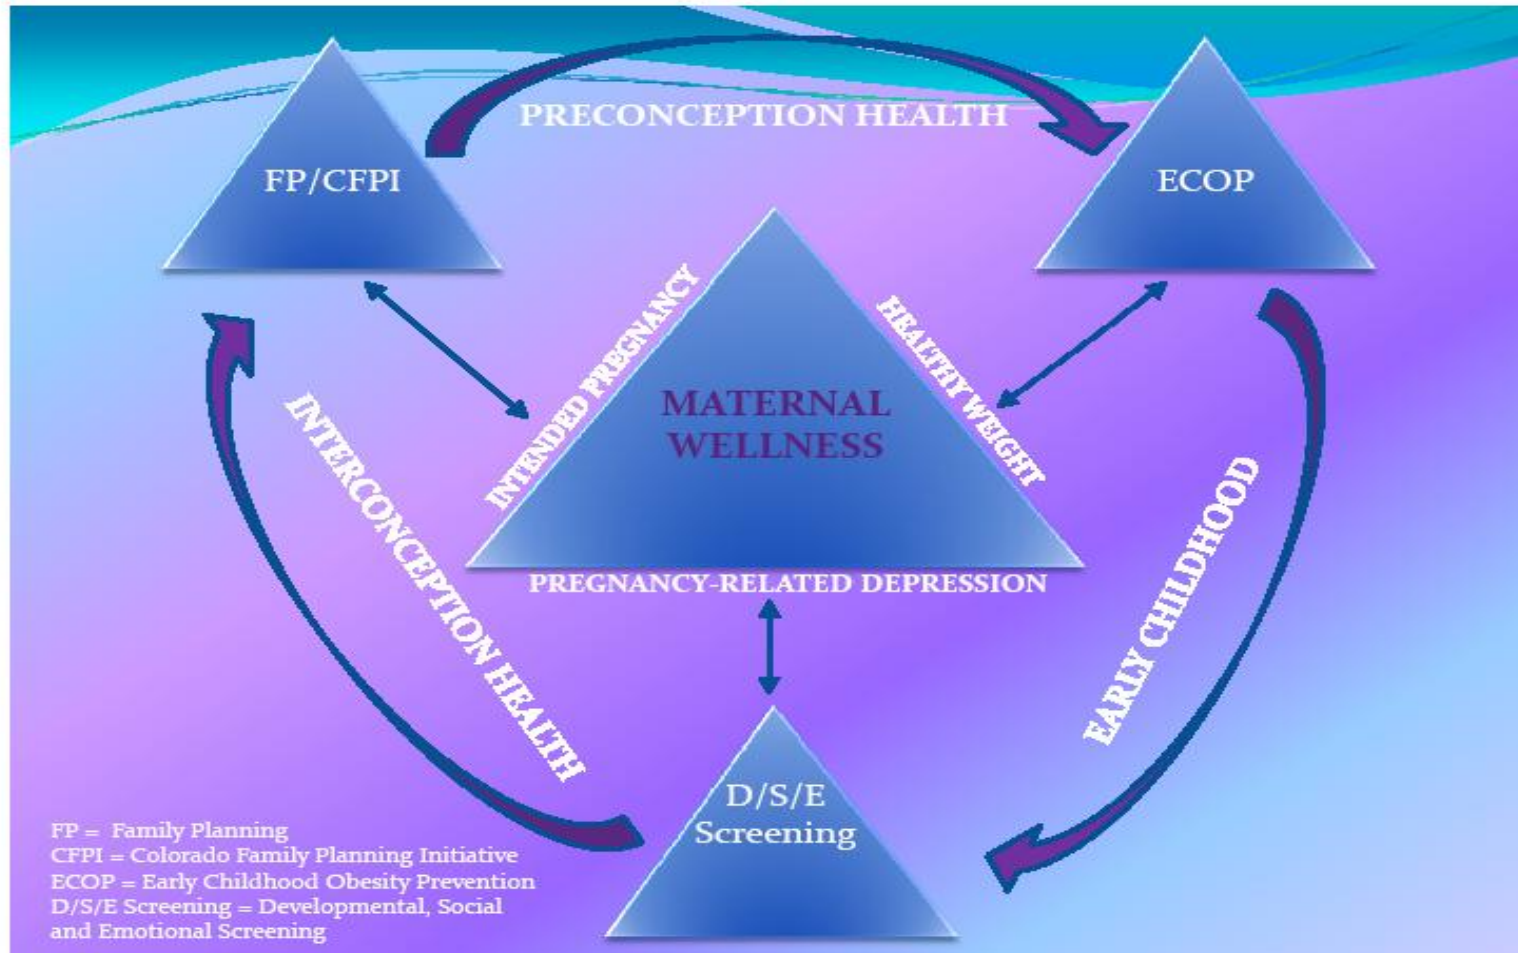 PRECONCEPTION HEALTH
FP/CFPI
ECOP
INTENDED PREGNANCY
HEALTHY WEIGHT
MATERNAL
WELLNESS
INTERCONCEPTION HEALTH
EARLY CHILDHOOD
PREGNANCY-RELATED DEPRESSION
D/S/E
Screening
FP = Family Planning
CFPI = Colorado Family Planning Initiative
ECOP = Early Childhood Obesity Prevention
D/S/E Screening = Developmental, Social
and Emotional Screening